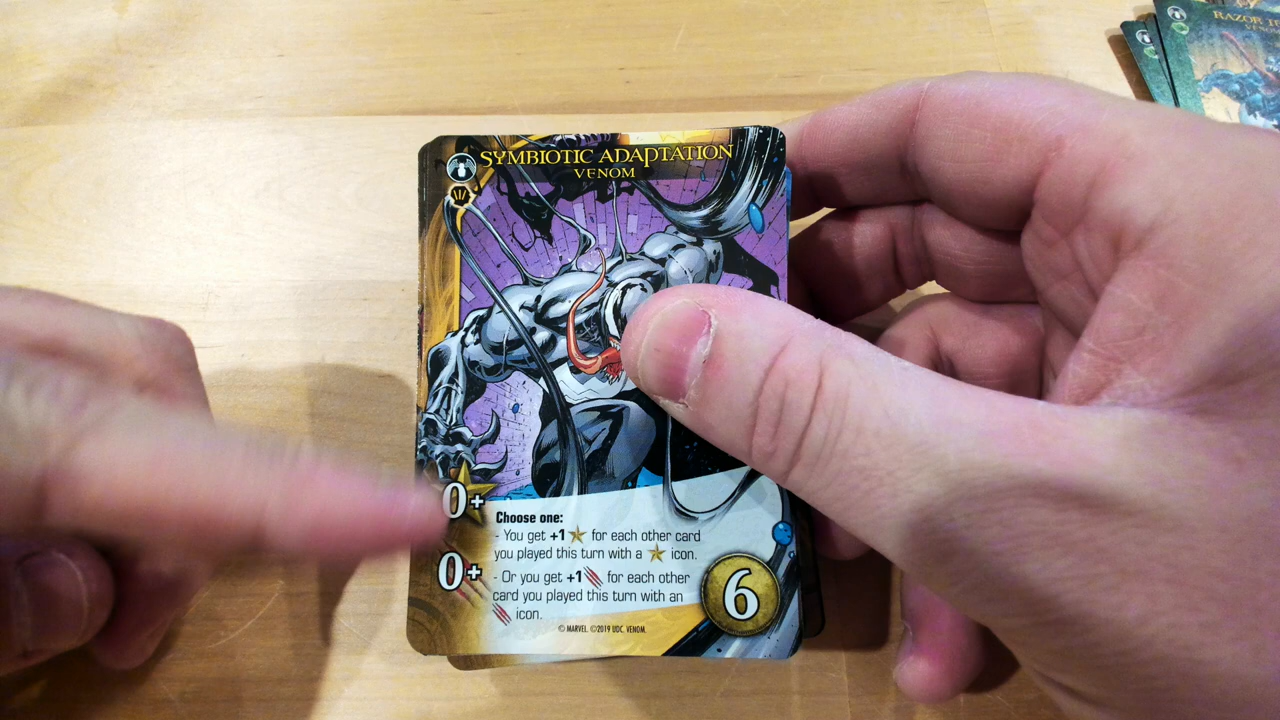 SYMBIOTIC ADAPTATION
VENOM
0+
Choose one:
- You get +1 for each other card
you played this turn with a icon.
0+
- Or you get +1 for each other
card you played this turn with an
icon.
6
© MARVEL. ©2019 UDC. VENOM.
RAZOR